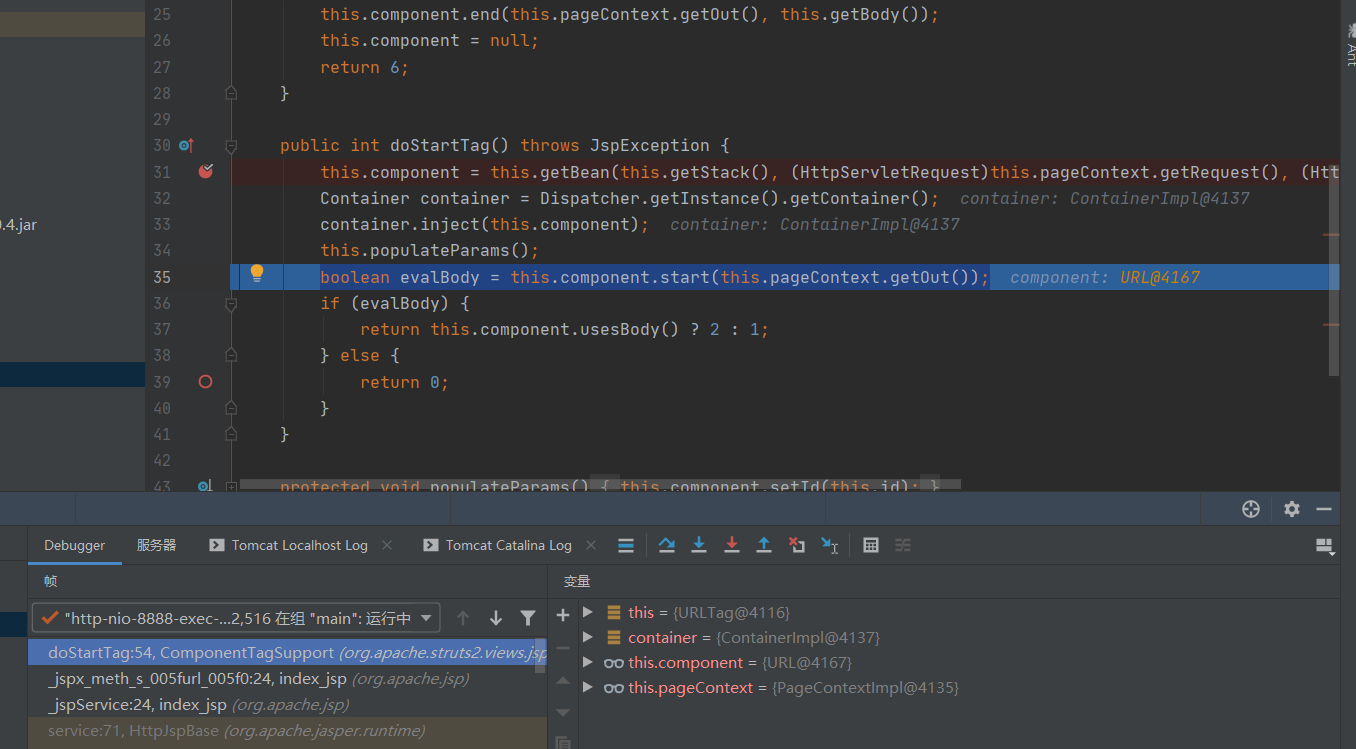 25 this.component.end(this.pageContext.getOut(), this.getBody());
26 this.component = null;
27 return 6;
28 }
29
30 public int doStartTag() throws JspException {
31 this.component = this.getBean(this.getStack(), (HttpServletRequest)this.pageContext.getRequest(), (Htt
32 Container container = Dispatcher.getInstance().getContainer(); container: ContainerImpl@4137
33 container.inject(this.component); container: ContainerImpl@4137
34 this.populateParams();
35 boolean evalBody = this.component.start(this.pageContext.getOut()); component: URL@4167
36 if (evalBody) {
37 return this.component.usesBody() ? 2 : 1;
38 } else {
39 return 0;
40 }
41 }
42
43 protected void populateParams() { this.component.setId(this.id); }
.4.jar
Ant
Debugger 服务器 Tomcat Localhost Log Tomcat Catalina Log
帧
变量
"http-nio-8888-exec-...2,516 在组 "main": 运行中
doStartTag:54, ComponentTagSupport (org.apache.struts2.views.jsp
_jspx_meth_s_005furl_005f0:24, index_jsp (org.apache.jsp)
_jspService:24, index_jsp (org.apache.jsp)
service:71, HttpJspBase (org.apache.jasper.runtime)
this = {URLTag@4116}
container = {ContainerImpl@4137}
this.component = {URL@4167}
this.pageContext = {PageContextImpl@4135}